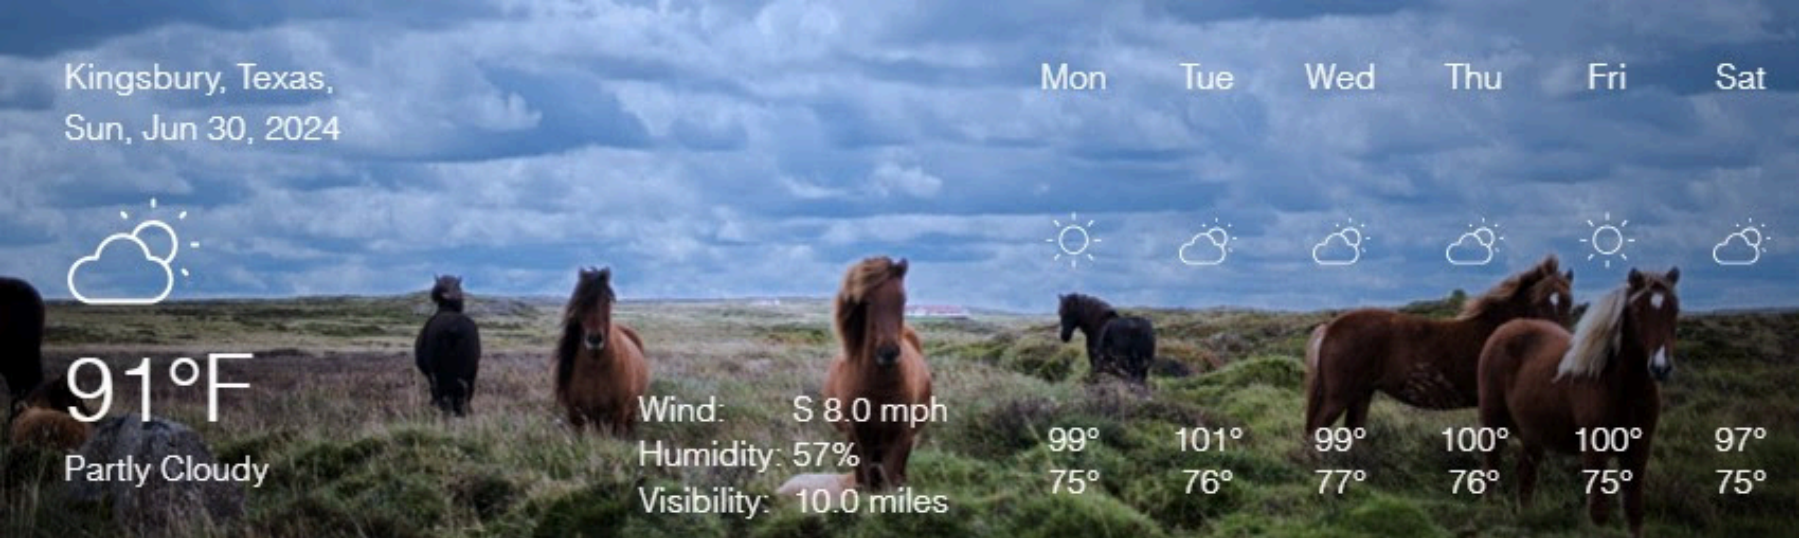 Kingsbury, Texas,
Sun, Jun 30, 2024
91°F
Partly Cloudy
Wind: S 8.0 mph
Humidity: 57%
Visibility: 10.0 miles
Mon Tue Wed Thu Fri Sat
99° 101° 99° 100° 100° 97°
75° 76° 77° 76° 75° 75°